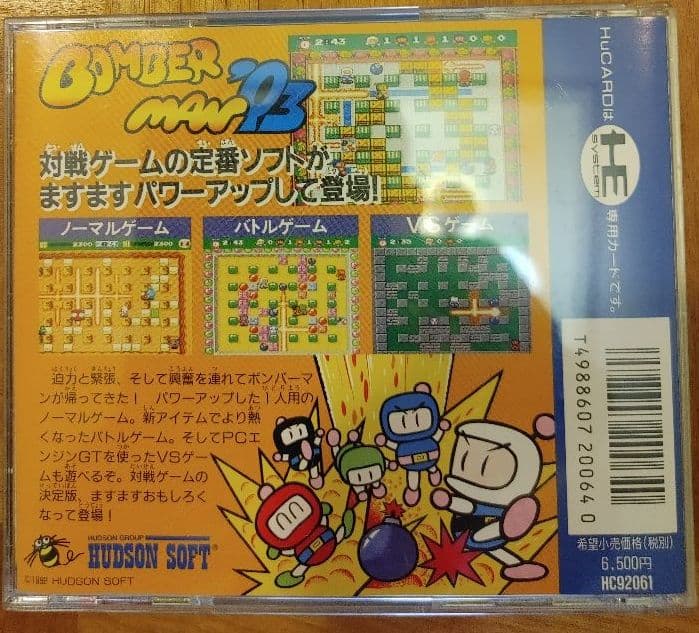 BOMBER
MAN '93
2:43
対戦ゲームの定番ソフトが
ますますパワーアップして登場!
ノーマルゲーム
バトルゲーム
VSゲーム
迫力と緊張、そして興奮を連れてボンバーマ
ンが帰ってきた! パワーアップした1人用の
ノーマルゲーム。新アイテムでより熱
くなったバトルゲーム。そしてPCエ
ンジンGTを使ったVSゲー
ムも遊べるぞ。対戦ゲームの
決定版、ますますおもしろく
なって登場!
HUDSON GROUP
HUDSON SOFT
©1992 HUDSON SOFT
HuCARDは
HE
system
専用カードです。
T4988607 200640
希望小売価格(税別)
6,500円
HC92061